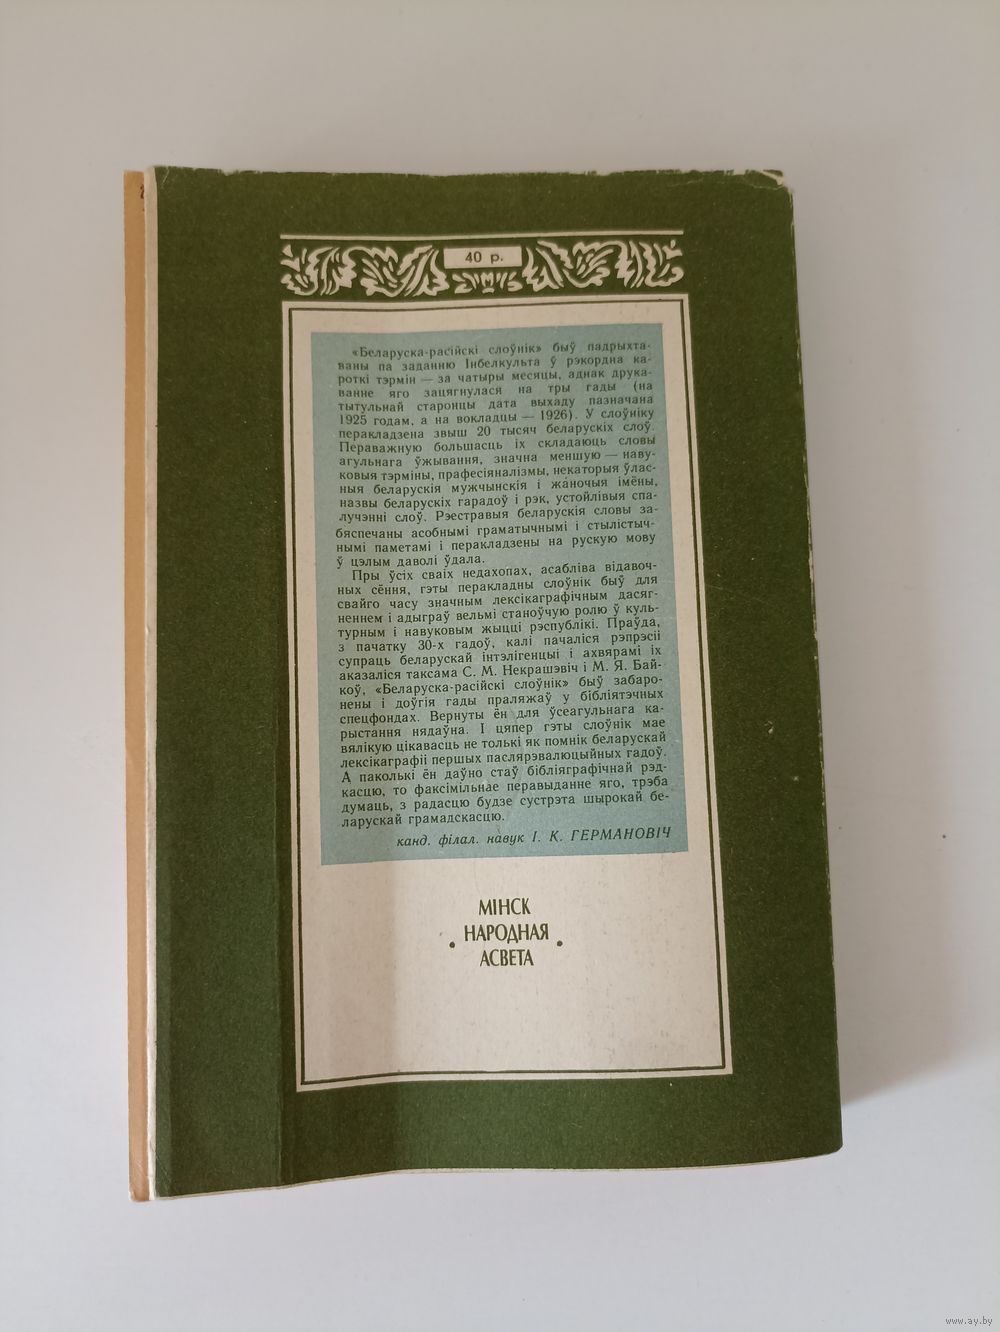 40 р.
«Беларуска-расійскі слоўнік» быў падрыхта-
ваны па заданню Інбелкульта ў рэкордна ка-
роткі тэрмін — за чатыры месяцы, аднак друка-
ванне яго зацягнулася на тры гады (на
тытульнай старонцы дата выхаду пазначана
1925 годам, а на вокладцы — 1926). У слоўніку
перакладзена звыш 20 тысяч беларускіх слоў.
Пераважную большасць іх складаюць словы
агульнага ўжывання, значна меншую — наву-
ковыя тэрміны, прафесіяналізмы, некаторыя ўлас-
ныя беларускія мужчынскія і жаночыя імёны,
назвы беларускіх гарадоў і рэк, устойлівыя спа-
лучэнні слоў. Рэестравыя беларускія словы за-
бяспечаны асобнымі граматычнымі і стылістыч-
нымі паметамі і перакладзены на рускую мову
ў цэлым даволі ўдала.
Пры ўсіх сваіх недахопах, асабліва відавоч-
ных сёння, гэты перакладны слоўнік быў для
свайго часу значным лексікаграфічным дасяг-
неннем і адыграў вельмі станоўчую ролю ў куль-
турным і навуковым жыцці рэспублікі. Праўда,
з пачатку 30-х гадоў, калі пачаліся рэпрэсіі
супраць беларускай інтэлігенцыі і ахвярамі іх
аказаліся таксама С. М. Некрашэвіч і М. Я. Бай-
коў, «Беларуска-расійскі слоўнік» быў забаро-
нены і доўгія гады праляжаў у бібліятэчных
спецфондах. Вернуты ён для ўсеагульнага ка-
рыстання нядаўна. І цяпер гэты слоўнік мае
вялікую цікавасць не толькі як помнік беларускай
лексікаграфіі першых паслярэвалюцыйных гадоў.
А паколькі ён даўно стаў бібліяграфічнай рэд-
касцю, то факсімільнае перавыданне яго, трэба
думаць, з радасцю будзе сустрэта шырокай бе-
ларускай грамадскасцю.
канд. філал. навук І. К. ГЕРМАНОВІЧ
МІНСК
· НАРОДНАЯ ·
АСВЕТА
www.ay.by